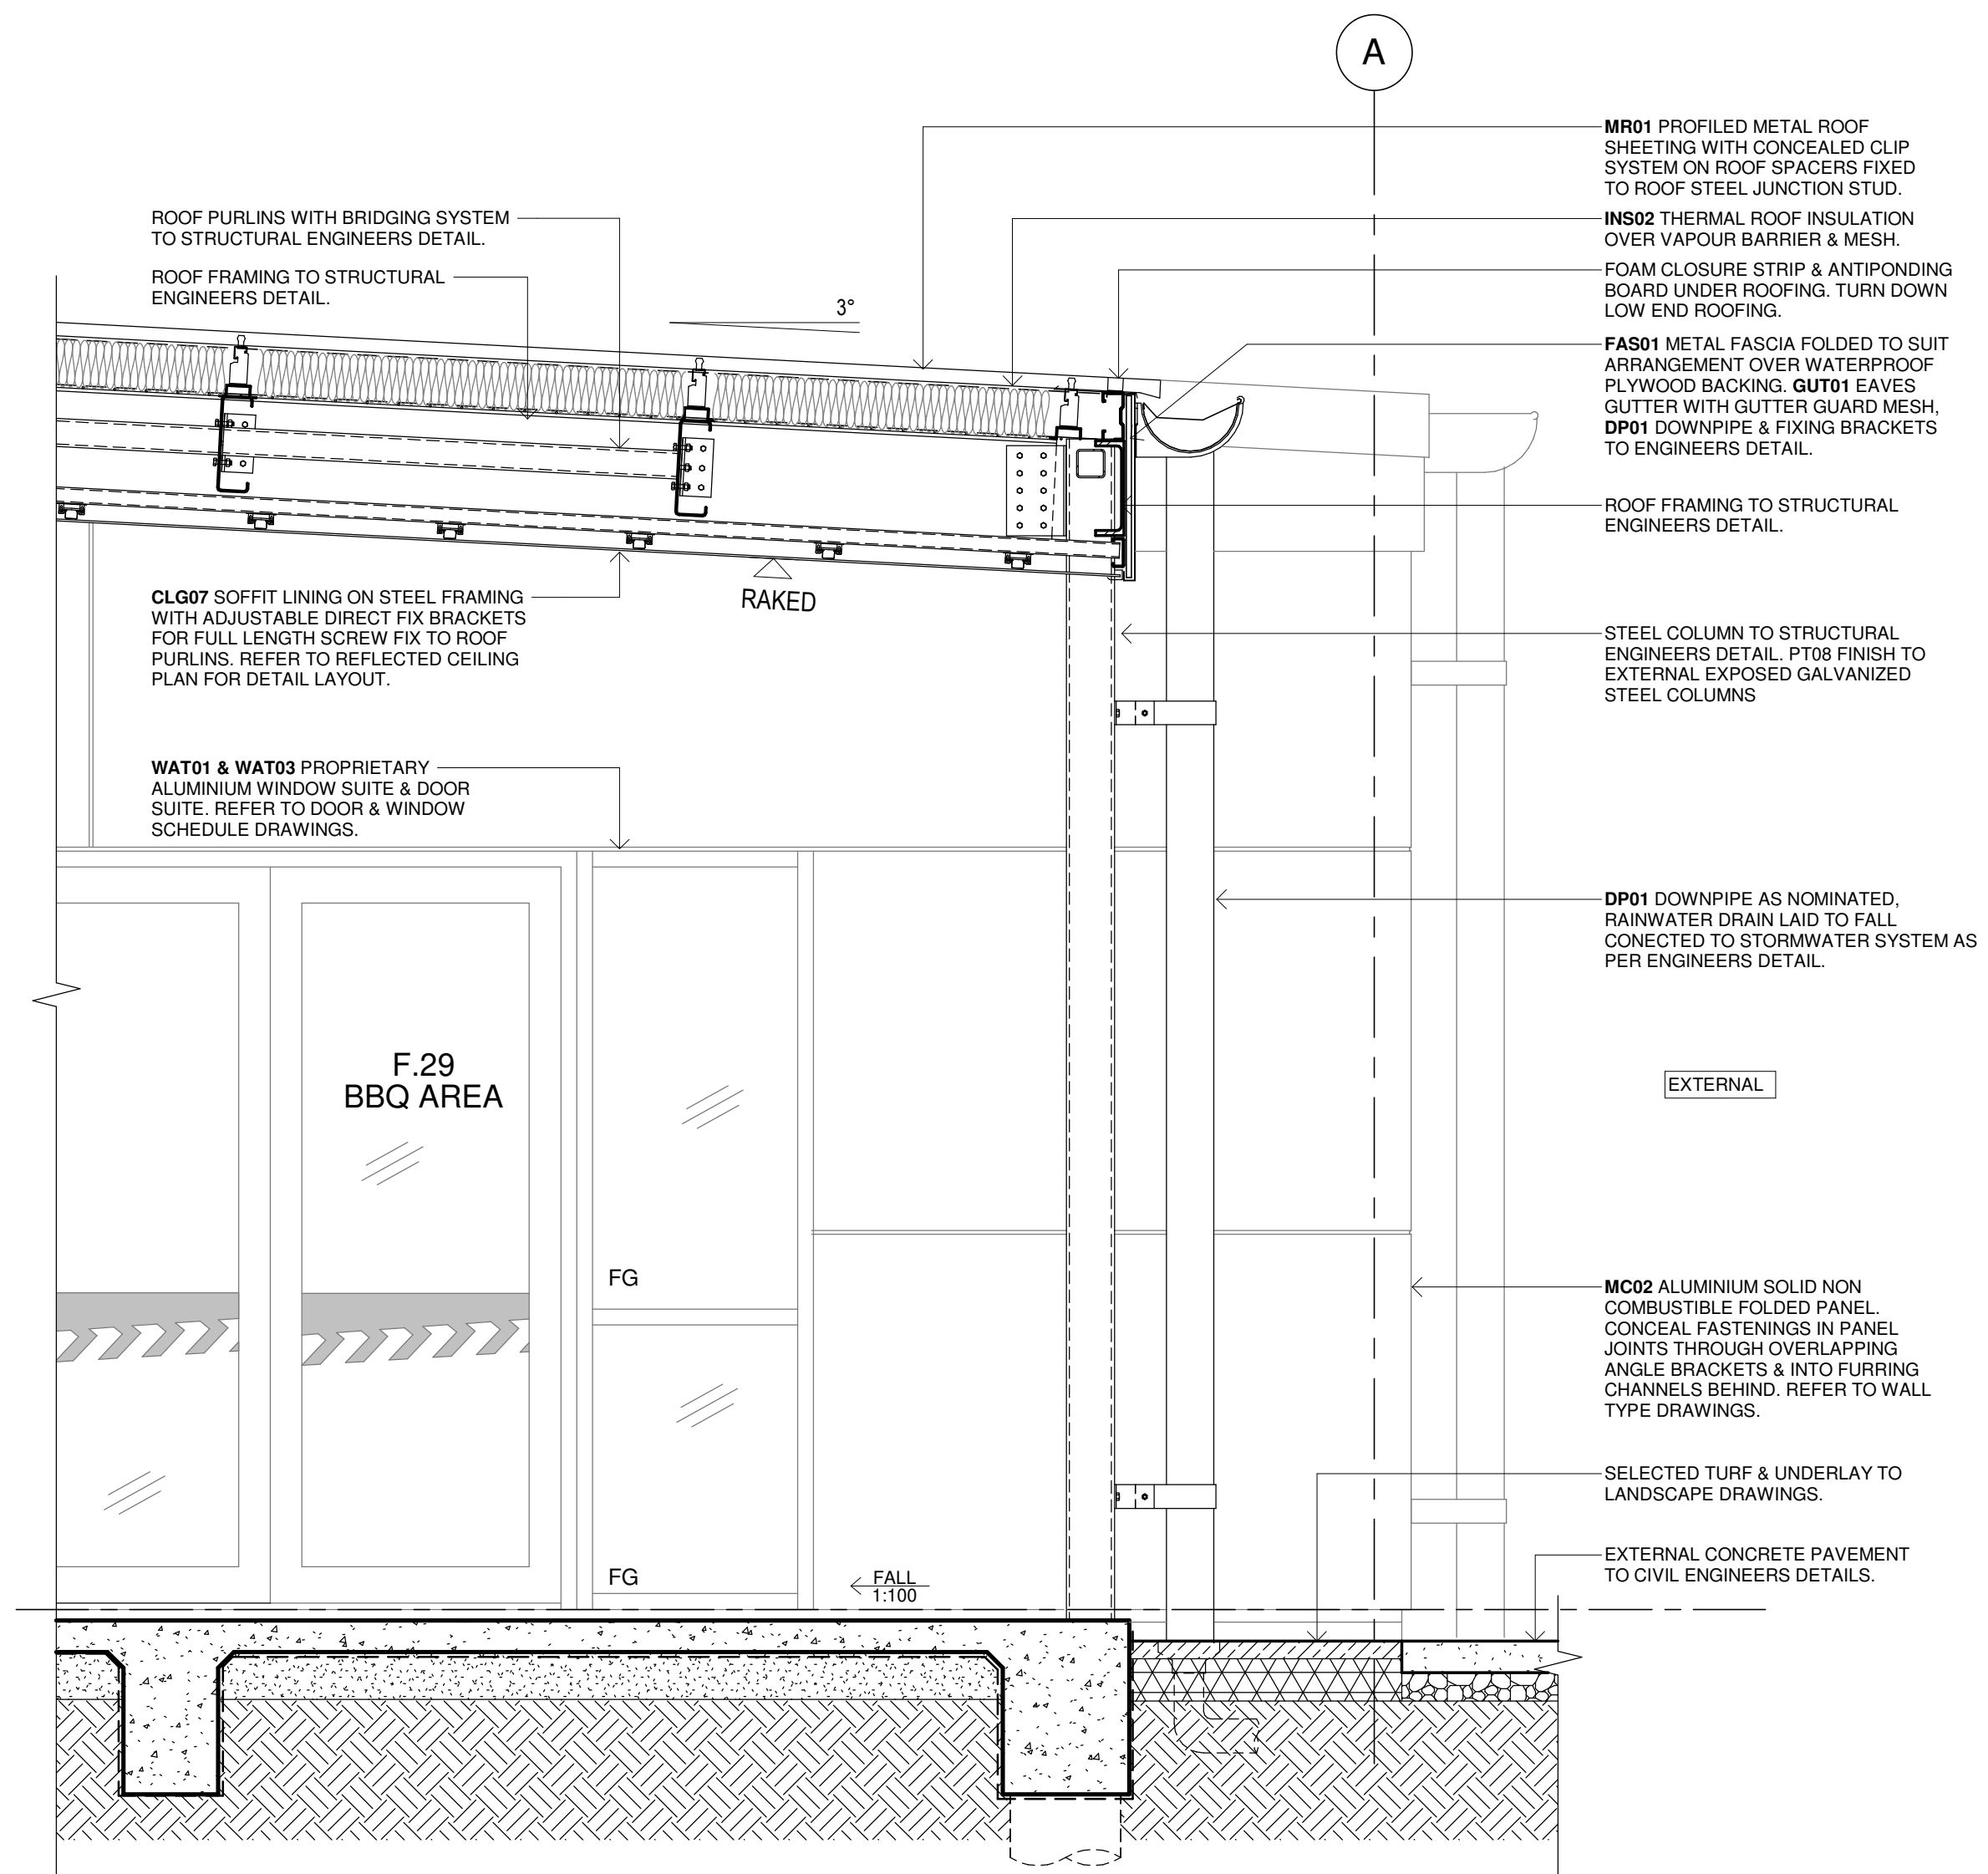 A
MR01 PROFILED METAL ROOF
SHEETING WITH CONCEALED CLIP
SYSTEM ON ROOF SPACERS FIXED
TO ROOF STEEL JUNCTION STUD.
ROOF PURLINS WITH BRIDGING SYSTEM
TO STRUCTURAL ENGINEERS DETAIL.
INS02 THERMAL ROOF INSULATION
OVER VAPOUR BARRIER & MESH.
ROOF FRAMING TO STRUCTURAL
ENGINEERS DETAIL.
FOAM CLOSURE STRIP & ANTIPONDING
BOARD UNDER ROOFING. TURN DOWN
LOW END ROOFING.
3°
FAS01 METAL FASCIA FOLDED TO SUIT
ARRANGEMENT OVER WATERPROOF
PLYWOOD BACKING. GUT01 EAVES
GUTTER WITH GUTTER GUARD MESH,
DP01 DOWNPIPE & FIXING BRACKETS
TO ENGINEERS DETAIL.
ROOF FRAMING TO STRUCTURAL
ENGINEERS DETAIL.
RAKED
CLG07 SOFFIT LINING ON STEEL FRAMING
WITH ADJUSTABLE DIRECT FIX BRACKETS
FOR FULL LENGTH SCREW FIX TO ROOF
PURLINS. REFER TO REFLECTED CEILING
PLAN FOR DETAIL LAYOUT.
STEEL COLUMN TO STRUCTURAL
ENGINEERS DETAIL. PT08 FINISH TO
EXTERNAL EXPOSED GALVANIZED
STEEL COLUMNS
WAT01 & WAT03 PROPRIETARY
ALUMINIUM WINDOW SUITE & DOOR
SUITE. REFER TO DOOR & WINDOW
SCHEDULE DRAWINGS.
DP01 DOWNPIPE AS NOMINATED,
RAINWATER DRAIN LAID TO FALL
CONECTED TO STORMWATER SYSTEM AS
PER ENGINEERS DETAIL.
F.29
BBQ AREA
EXTERNAL
FG
MC02 ALUMINIUM SOLID NON
COMBUSTIBLE FOLDED PANEL.
CONCEAL FASTENINGS IN PANEL
JOINTS THROUGH OVERLAPPING
ANGLE BRACKETS & INTO FURRING
CHANNELS BEHIND. REFER TO WALL
TYPE DRAWINGS.
SELECTED TURF & UNDERLAY TO
LANDSCAPE DRAWINGS.
EXTERNAL CONCRETE PAVEMENT
TO CIVIL ENGINEERS DETAILS.
FG
FALL
1:100